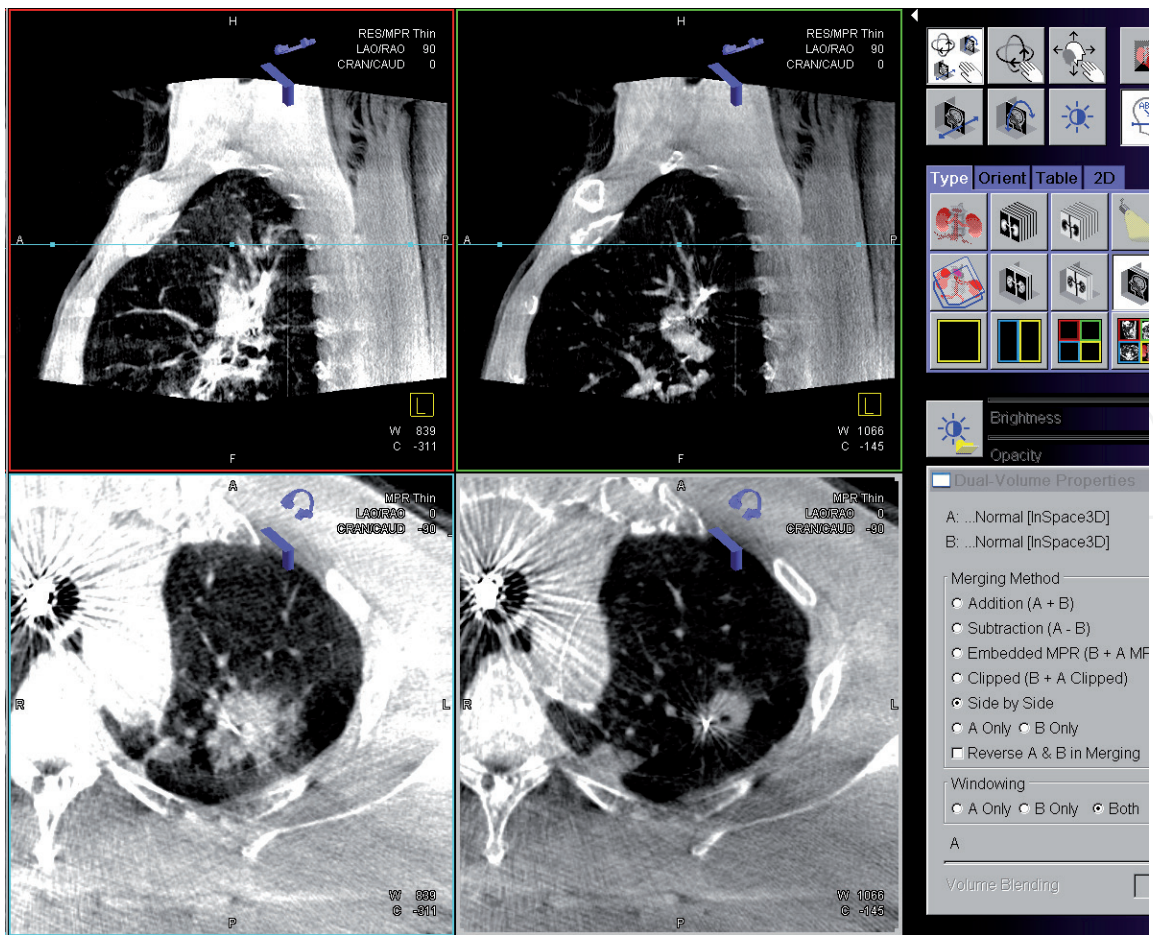 H
RES/MPR Thin
LAO/RAO 90
CRAN/CAUD 0
A
L
W 839
C -311
F
H
RES/MPR Thin
LAO/RAO 90
CRAN/CAUD 0
A
P
L
W 1066
C -145
F
A
MPR Thin
LAO/RAO 0
CRAN/CAUD -90
R
W 839
C -311
P
A
MPR Thin
LAO/RAO 0
CRAN/CAUD -90
R
L
W 1066
C -145
P
Type Orient Table 2D
Brightness
Opacity
Dual-Volume Properties
A: ...Normal [InSpace3D]
B: ...Normal [InSpace3D]
Merging Method
Addition (A + B)
Subtraction (A - B)
Embedded MPR (B + A MP
Clipped (B + A Clipped)
Side by Side
A Only B Only
Reverse A & B in Merging
Windowing
A Only B Only Both
A
Volume Blending